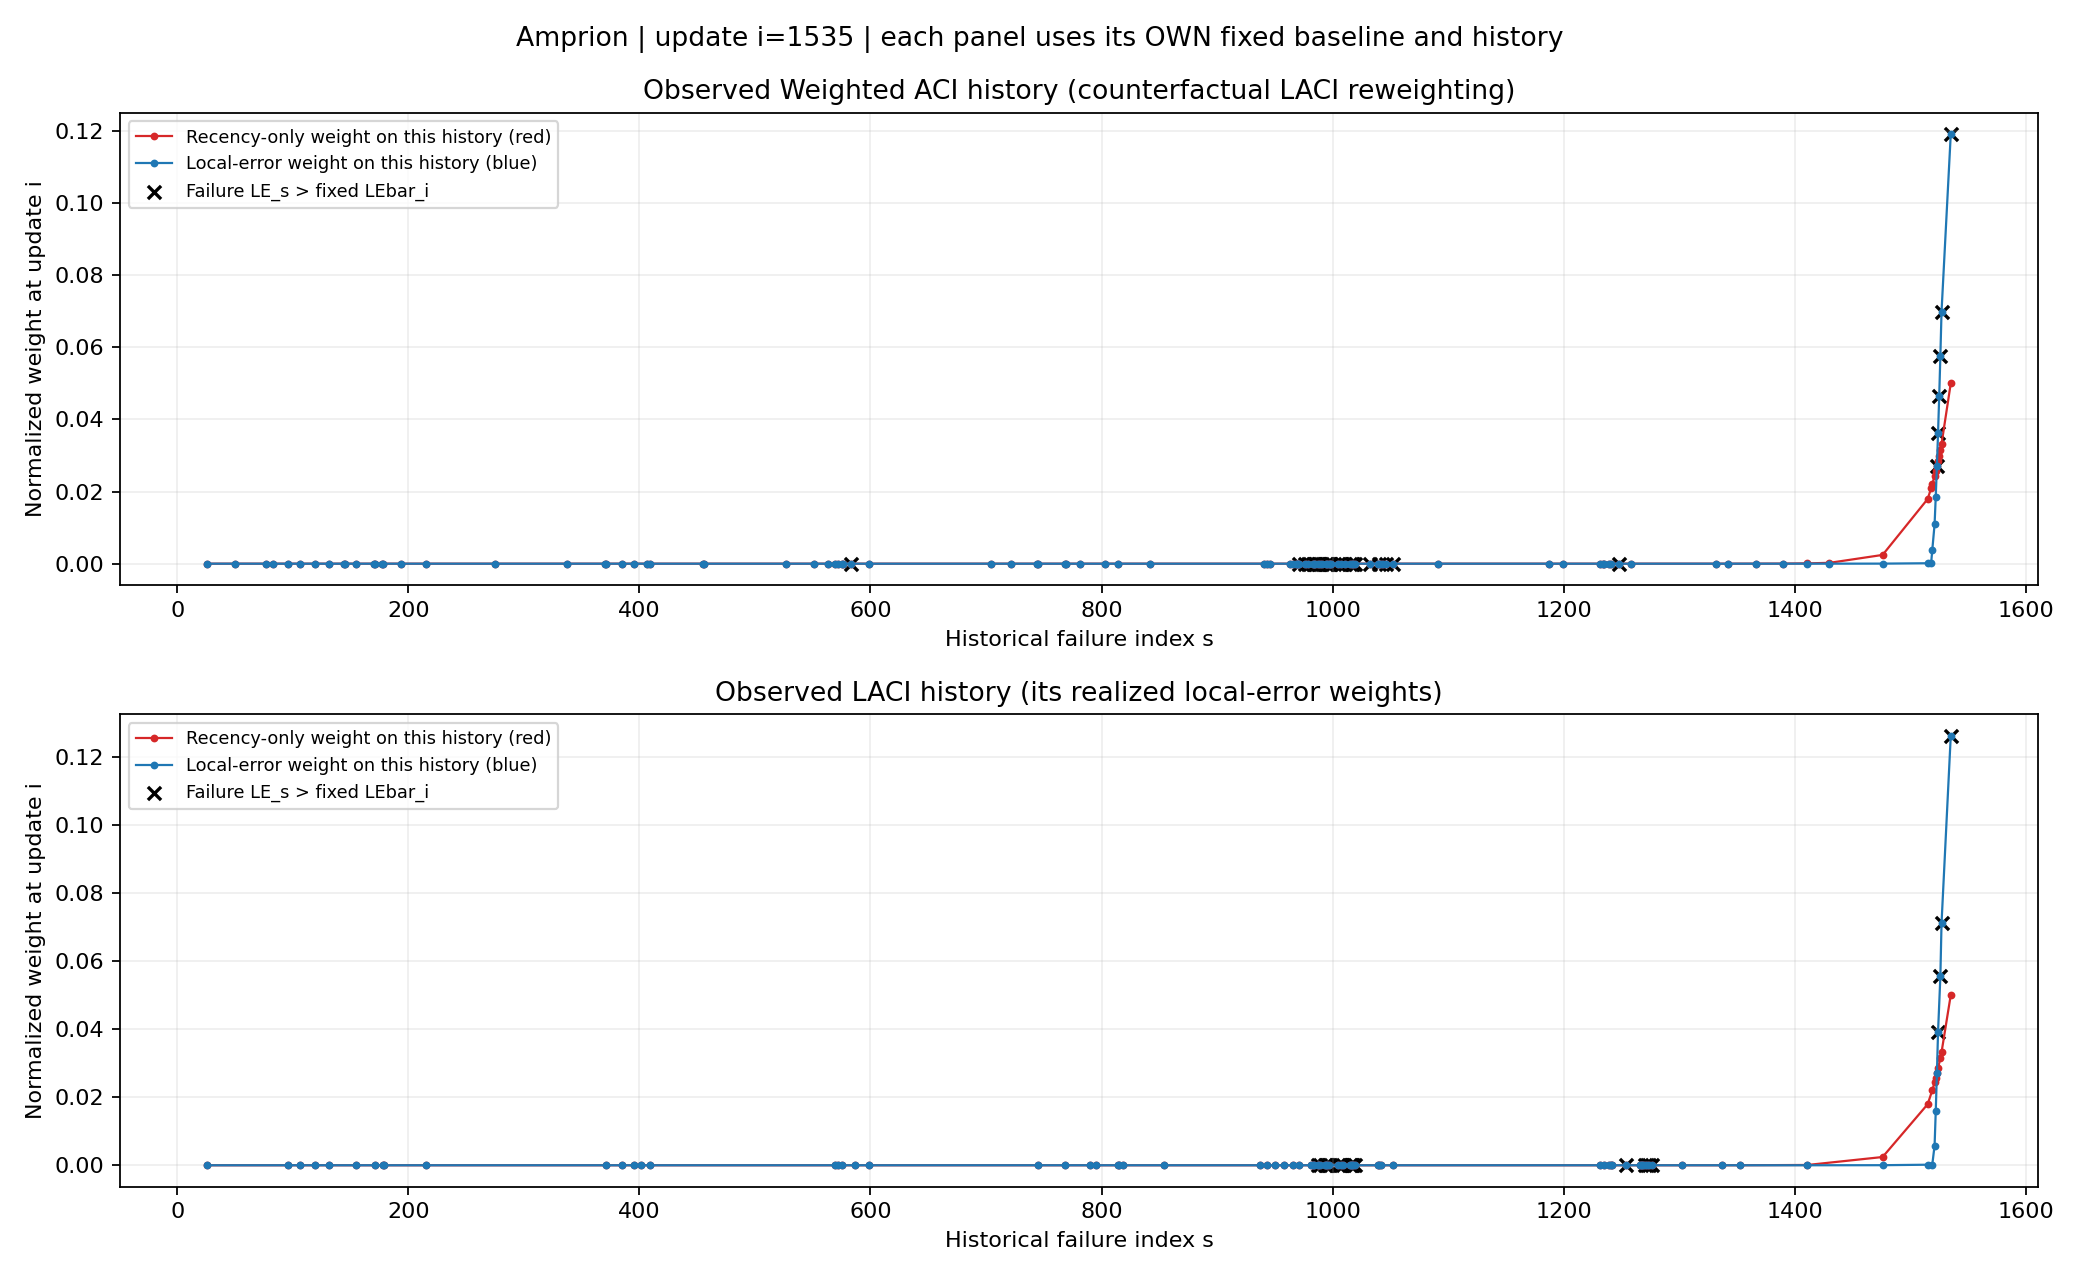 Amprion | update i=1535 | each panel uses its OWN fixed baseline and history
Observed Weighted ACI history (counterfactual LACI reweighting)
Recency-only weight on this history (red)
Local-error weight on this history (blue)
Failure LE_s > fixed LEbar_i
Normalized weight at update i
0.12
0.10
0.08
0.06
0.04
0.02
0.00
0 200 400 600 800 1000 1200 1400 1600
Historical failure index s
Observed LACI history (its realized local-error weights)
Recency-only weight on this history (red)
Local-error weight on this history (blue)
Failure LE_s > fixed LEbar_i
Normalized weight at update i
0.12
0.10
0.08
0.06
0.04
0.02
0.00
0 200 400 600 800 1000 1200 1400 1600
Historical failure index s